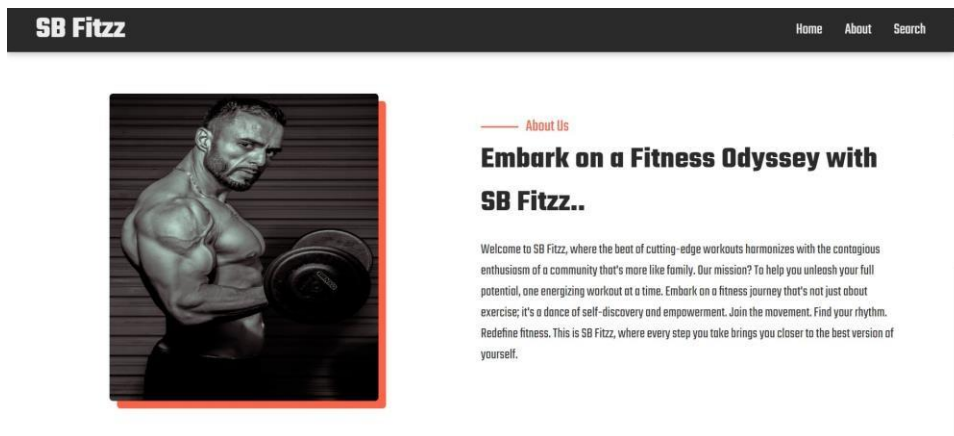 SB Fitzz
Home About Search
About Us
Embark on a Fitness Odyssey with
SB Fitzz..
Welcome to SB Fitzz, where the beat of cutting-edge workouts harmonizes with the contagious
enthusiasm of a community that's more like family. Our mission? To help you unleash your full
potential, one energizing workout at a time. Embark on a fitness journey that's not just about
exercise; it's a dance of self-discovery and empowerment. Join the movement. Find your rhythm.
Redefine fitness. This is SB Fitzz, where every step you take brings you closer to the best version of
yourself.